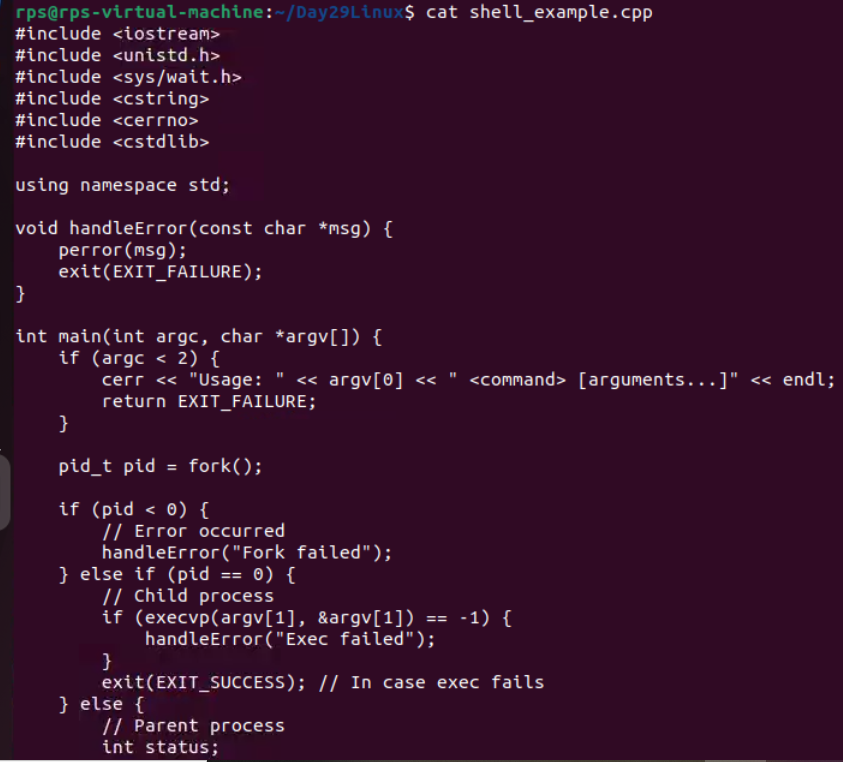 rps@rps-virtual-machine:~/Day29Linux$ cat shell_example.cpp
#include <iostream>
#include <unistd.h>
#include <sys/wait.h>
#include <cstring>
#include <cerrno>
#include <cstdlib>

using namespace std;

void handleError(const char *msg) {
    perror(msg);
    exit(EXIT_FAILURE);
}

int main(int argc, char *argv[]) {
    if (argc < 2) {
        cerr << "Usage: " << argv[0] << " <command> [arguments...]" << endl;
        return EXIT_FAILURE;
    }

    pid_t pid = fork();

    if (pid < 0) {
        // Error occurred
        handleError("Fork failed");
    } else if (pid == 0) {
        // Child process
        if (execvp(argv[1], &argv[1]) == -1) {
            handleError("Exec failed");
        }
        exit(EXIT_SUCCESS); // In case exec fails
    } else {
        // Parent process
        int status;